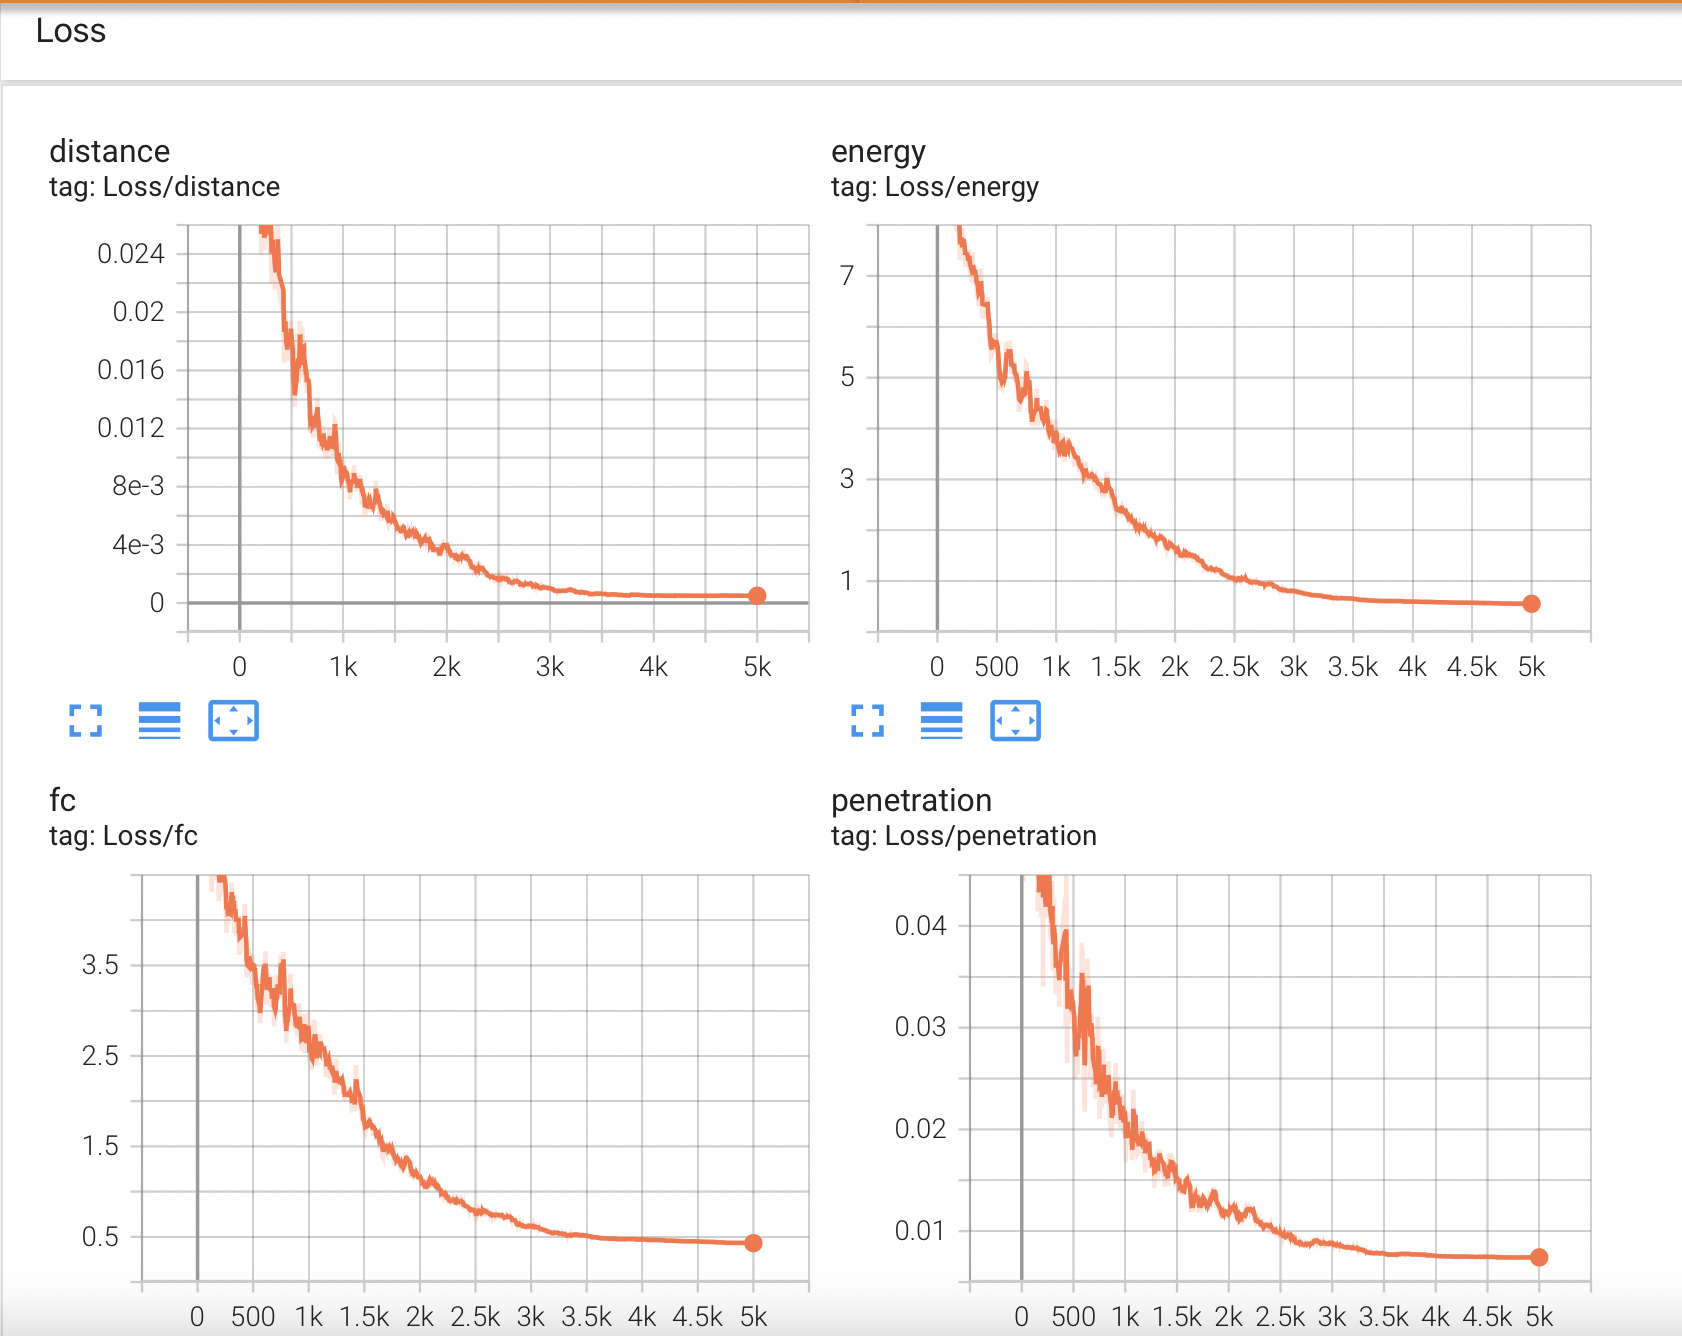 Loss
distance
tag: Loss/distance
0.024
0.02
0.016
0.012
8e-3
4e-3
0
0 1k 2k 3k 4k 5k
energy
tag: Loss/energy
7
5
3
1
0 500 1k 1.5k 2k 2.5k 3k 3.5k 4k 4.5k 5k
fc
tag: Loss/fc
3.5
2.5
1.5
0.5
0 500 1k 1.5k 2k 2.5k 3k 3.5k 4k 4.5k 5k
penetration
tag: Loss/penetration
0.04
0.03
0.02
0.01
0 500 1k 1.5k 2k 2.5k 3k 3.5k 4k 4.5k 5k